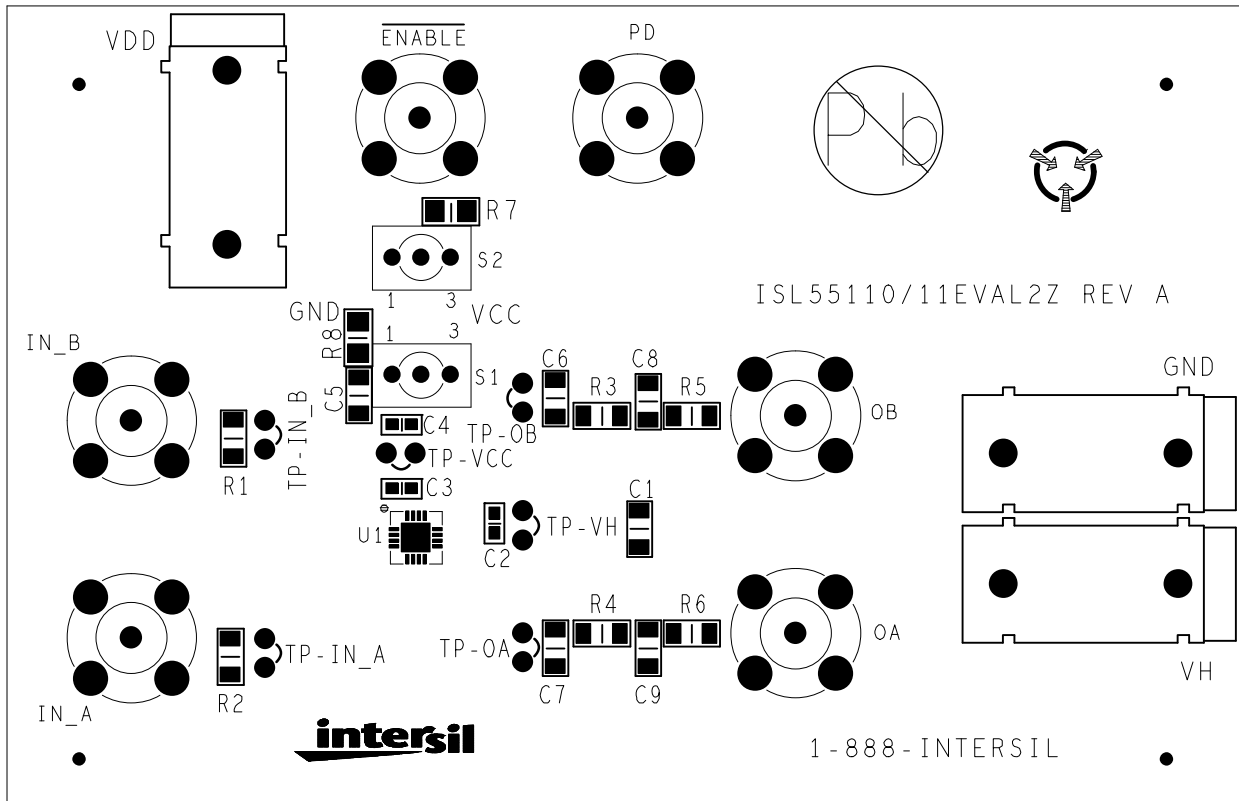 VDD
ENABLE
PD
Pb
R7
S2
1 3
GND
VCC
ISL55110/11EVAL2Z REV A
R8
1 3
IN_B
S1
C5
C6
C8
R3
R5
GND
OB
C4
TP-OB
TP-IN_B
TP-VCC
R1
C3
C1
U1
TP-VH
C2
R4
R6
OA
TP-IN_A
TP-OA
VH
R2
C7
C9
IN_A
intersil
1-888-INTERSIL